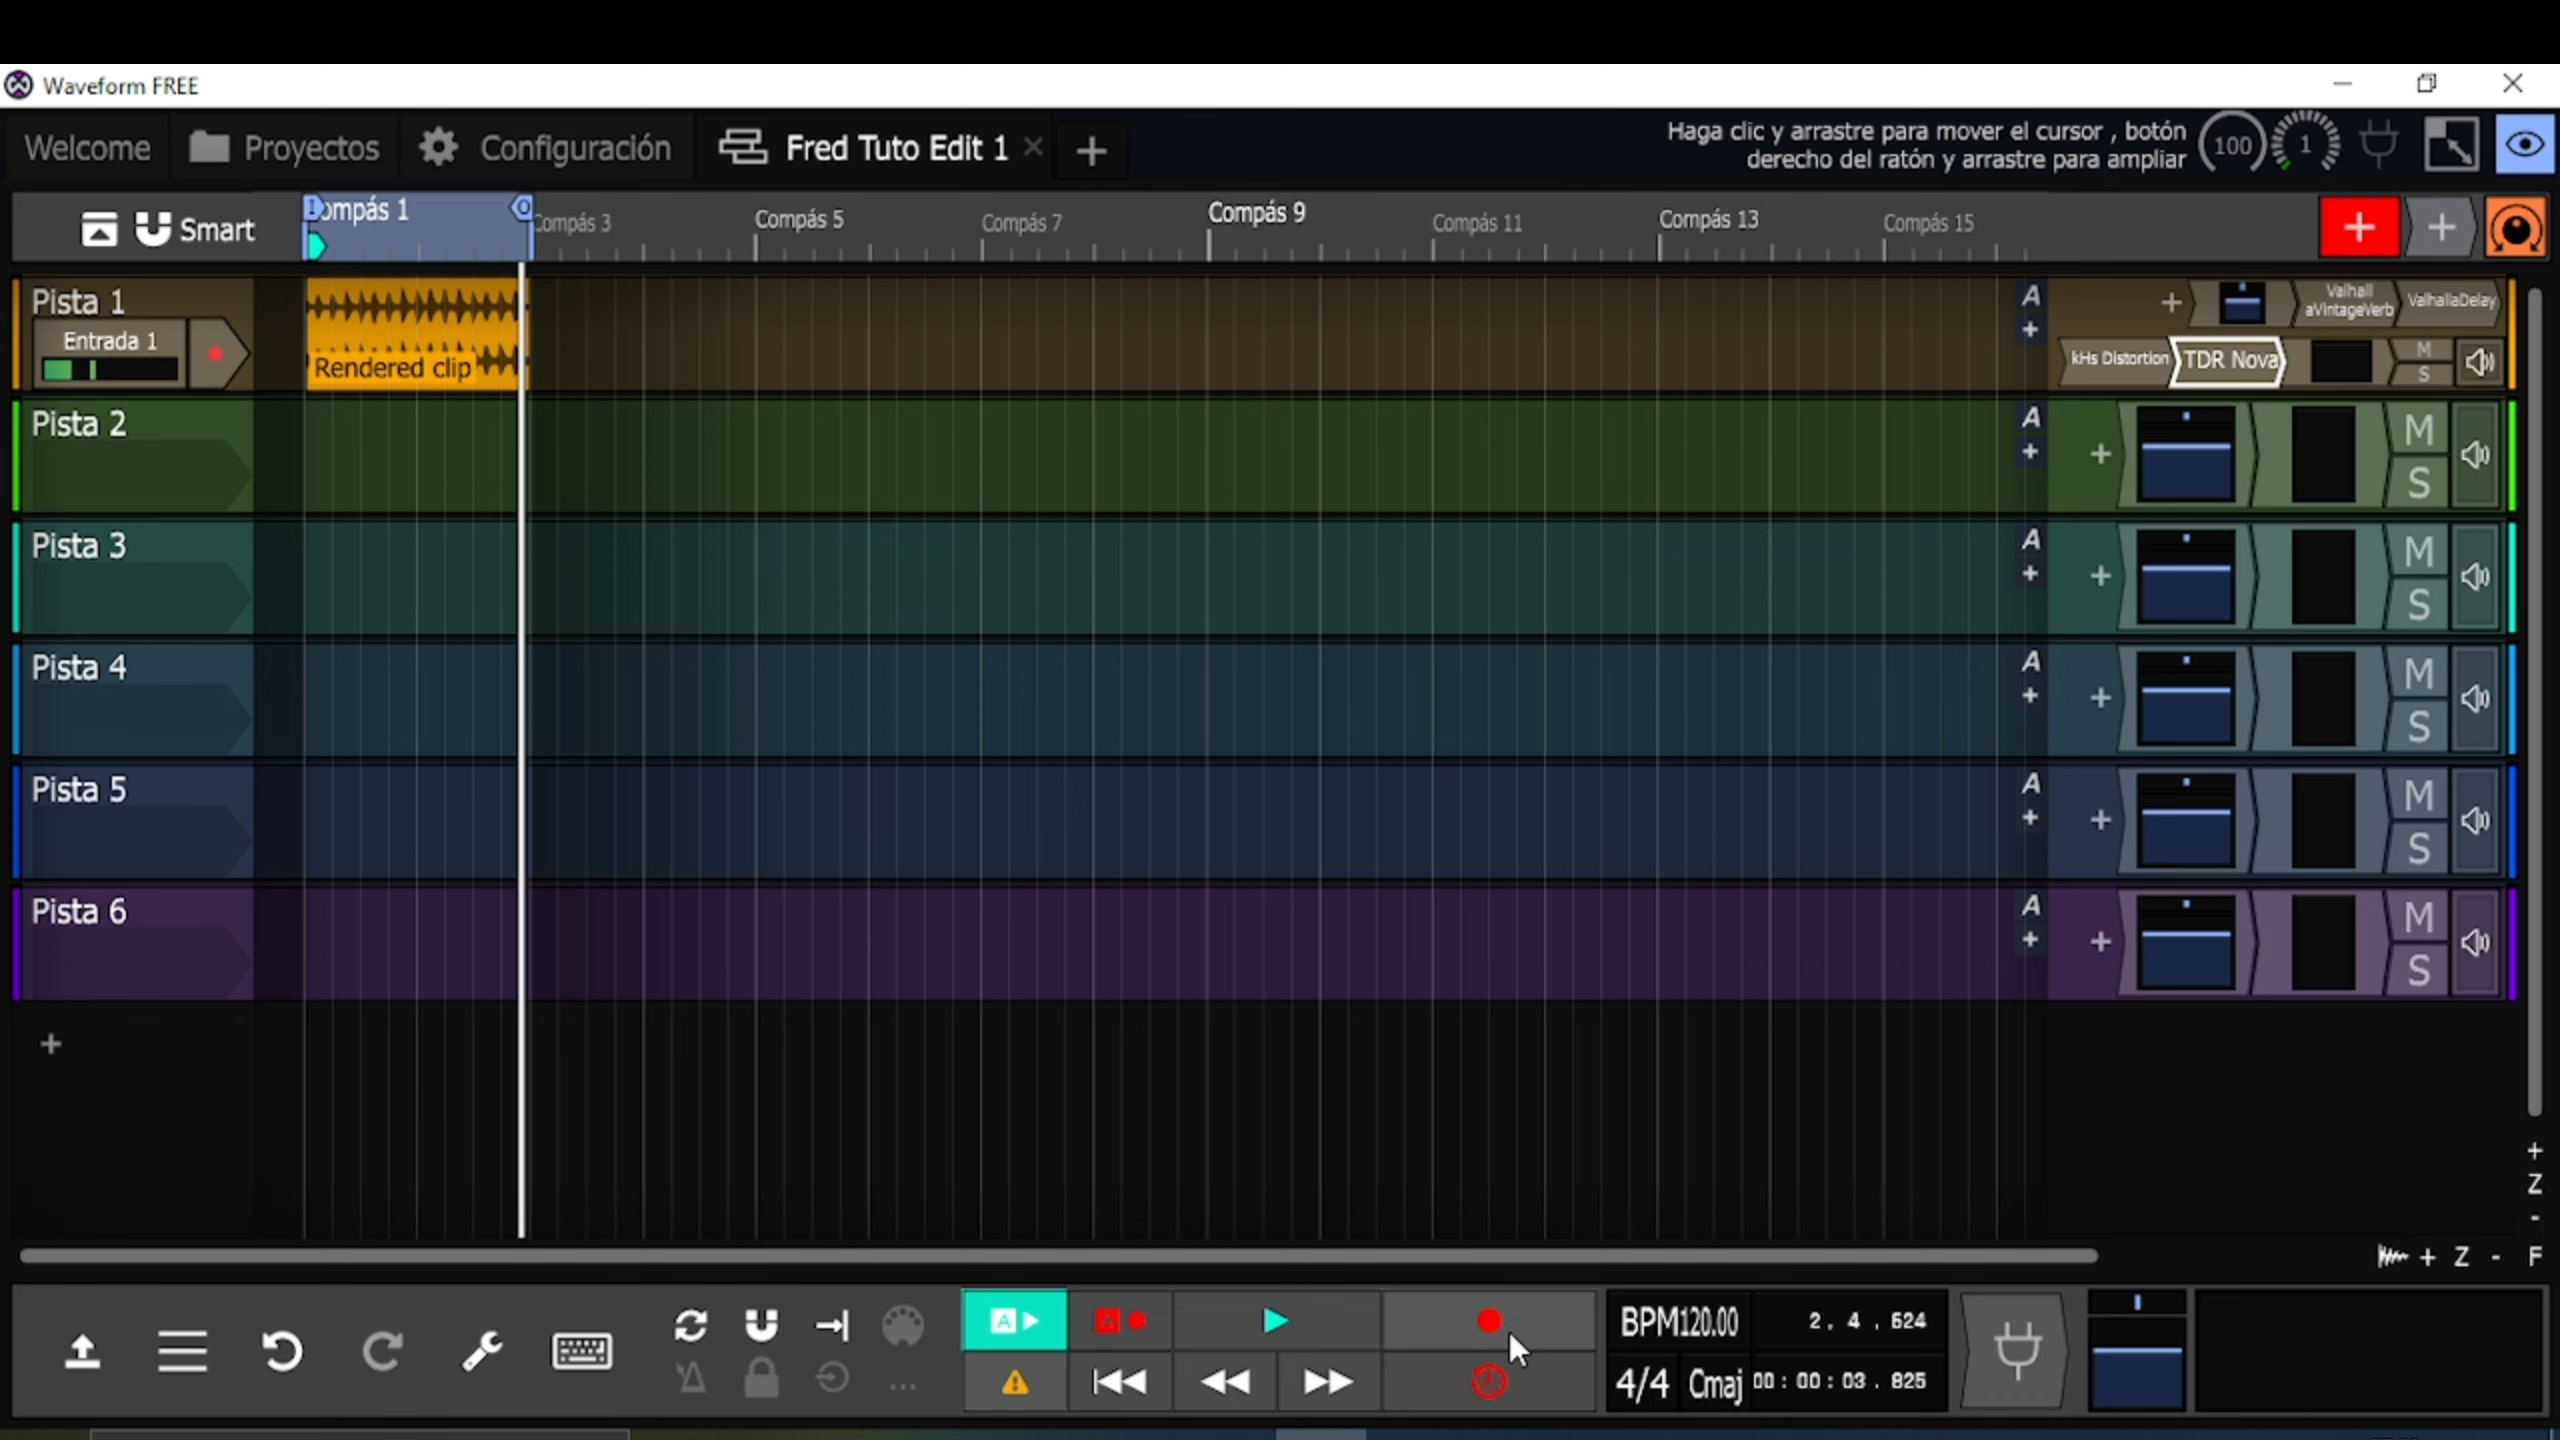 Waveform FREE
Welcome
Proyectos
Configuración
Fred Tuto Edit 1
Haga clic y arrastre para mover el cursor , botón
derecho del ratón y arrastre para ampliar
100
1
Smart
ompás 1
Compás 3
Compás 5
Compás 7
Compás 9
Compás 11
Compás 13
Compás 15
Pista 1
Entrada 1
Rendered clip
A
+
+
Valhall
aVintageVerb
ValhallaDelay
kHs Distortion
TDR Nova
M
S
Pista 2
A
+
+
M
S
Pista 3
A
+
+
M
S
Pista 4
A
+
+
M
S
Pista 5
A
+
+
M
S
Pista 6
A
+
+
M
S
+
+
Z
-
+ Z - F
A
A
BPM120.00
2 . 4 . 624
4/4
Cmaj
00 : 00 : 03 . 825